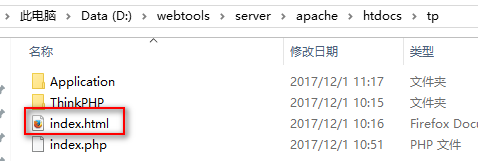 此电脑 > Data (D:) > webtools > server > apache > htdocs > tp
名称 修改日期 类型
Application 2017/12/1 11:17 文件夹
ThinkPHP 2017/12/1 10:15 文件夹
index.html 2017/12/1 10:16 Firefox Docu
index.php 2017/12/1 10:51 PHP 文件